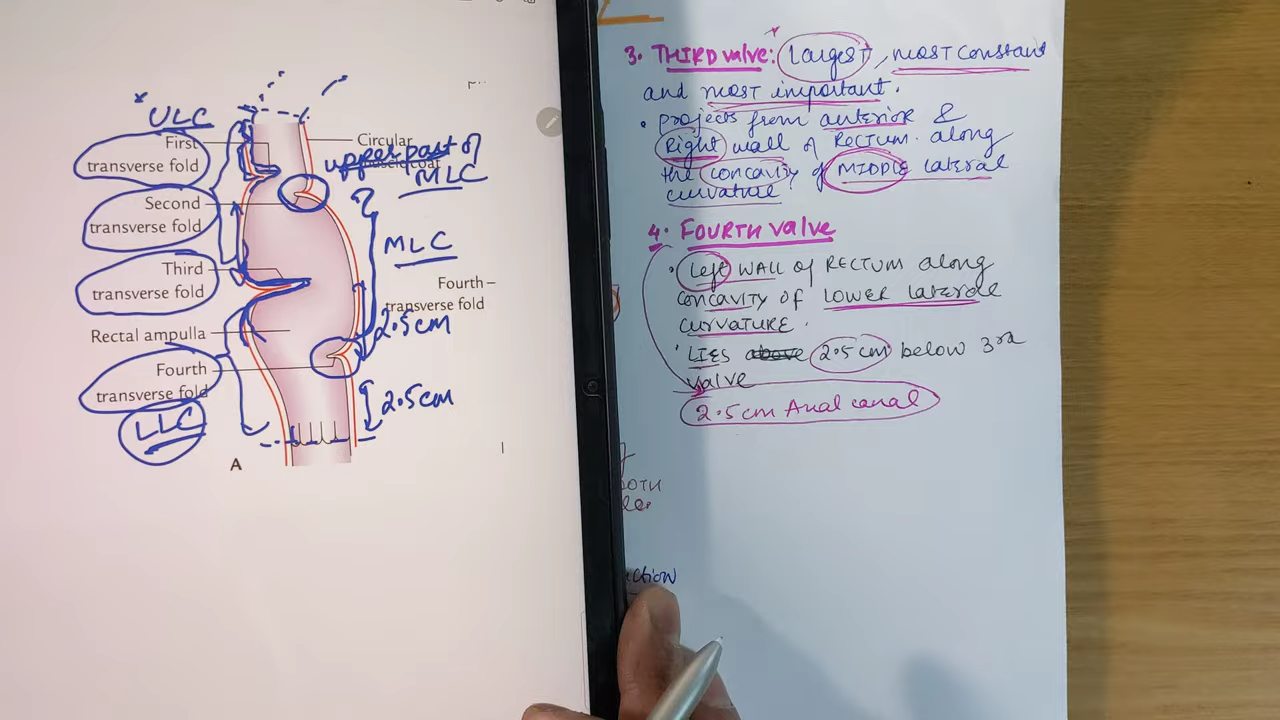 * ULC
First
transverse fold
Circular
upper part of
MLC
Second
transverse fold
MLC
Third
transverse fold
Fourth
transverse fold
Rectal ampulla
2.5cm
Fourth
transverse fold
2.5cm
LLC
A
3. THIRD valve: Largest, most constant
and most important.
• projects from anterior &
Right wall of Rectum along
the concavity of MIDDLE lateral
curvature
4. FOURTH valve
• Left WALL of RECTUM along
concavity of LOWER lateral
curvature.
• LIES 2.5 cm below 3rd
valve
2.5cm Anal canal